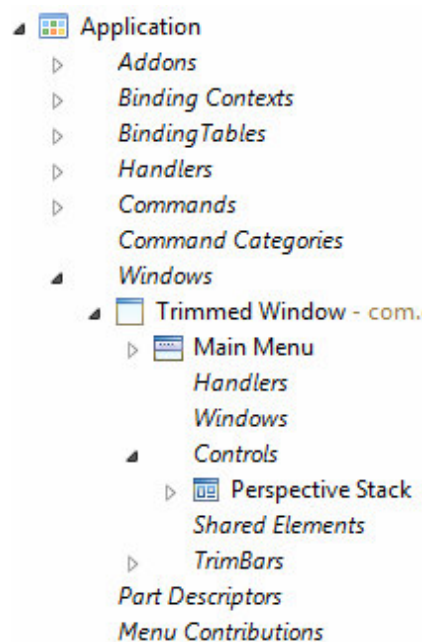 Application
Addons
Binding Contexts
BindingTables
Handlers
Commands
Command Categories
Windows
Trimmed Window - com.
Main Menu
Handlers
Windows
Controls
Perspective Stack
Shared Elements
TrimBars
Part Descriptors
Menu Contributions